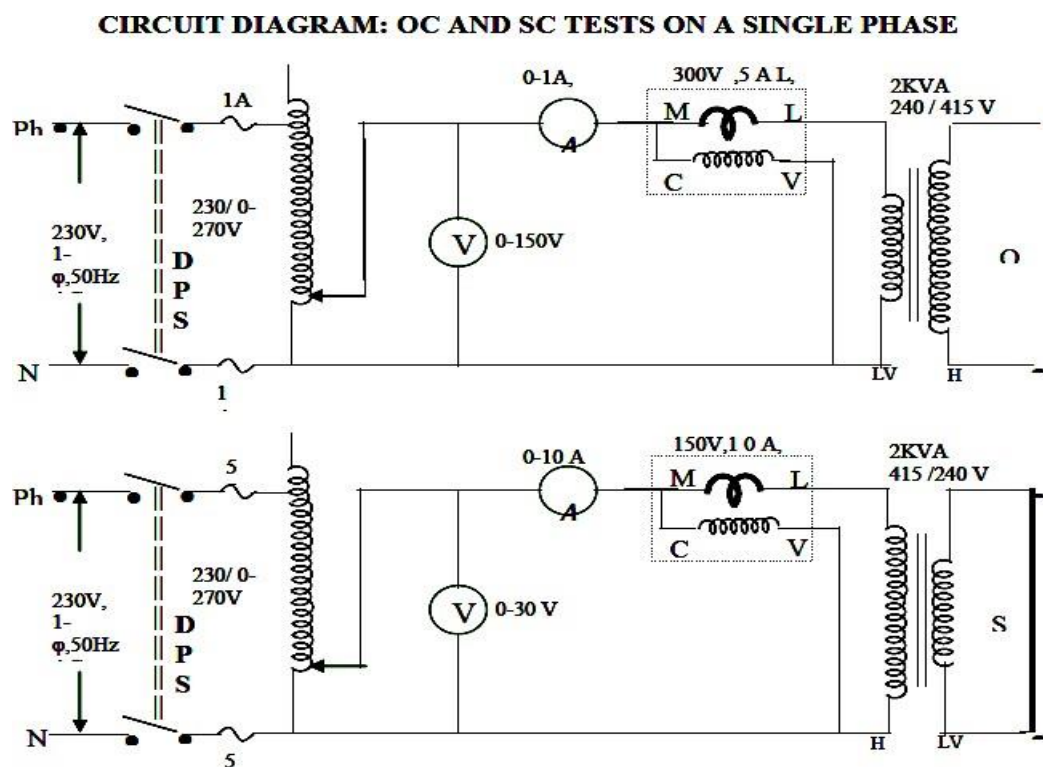 CIRCUIT DIAGRAM: OC AND SC TESTS ON A SINGLE PHASE
0-1A,
300V ,5 A L,
1A
2KVA
240 / 415 V
M
L
Ph
A
C
V
230V,
1-
φ,50Hz
230/ 0-
270V
D
P
S
V
0-150V
O
N
1
LV
H
5
0-10 A
150V,1 0 A,
2KVA
415 /240 V
M
L
Ph
A
C
V
230V,
1-
φ,50Hz
230/ 0-
270V
D
P
S
V
0-30 V
S
N
5
H
LV